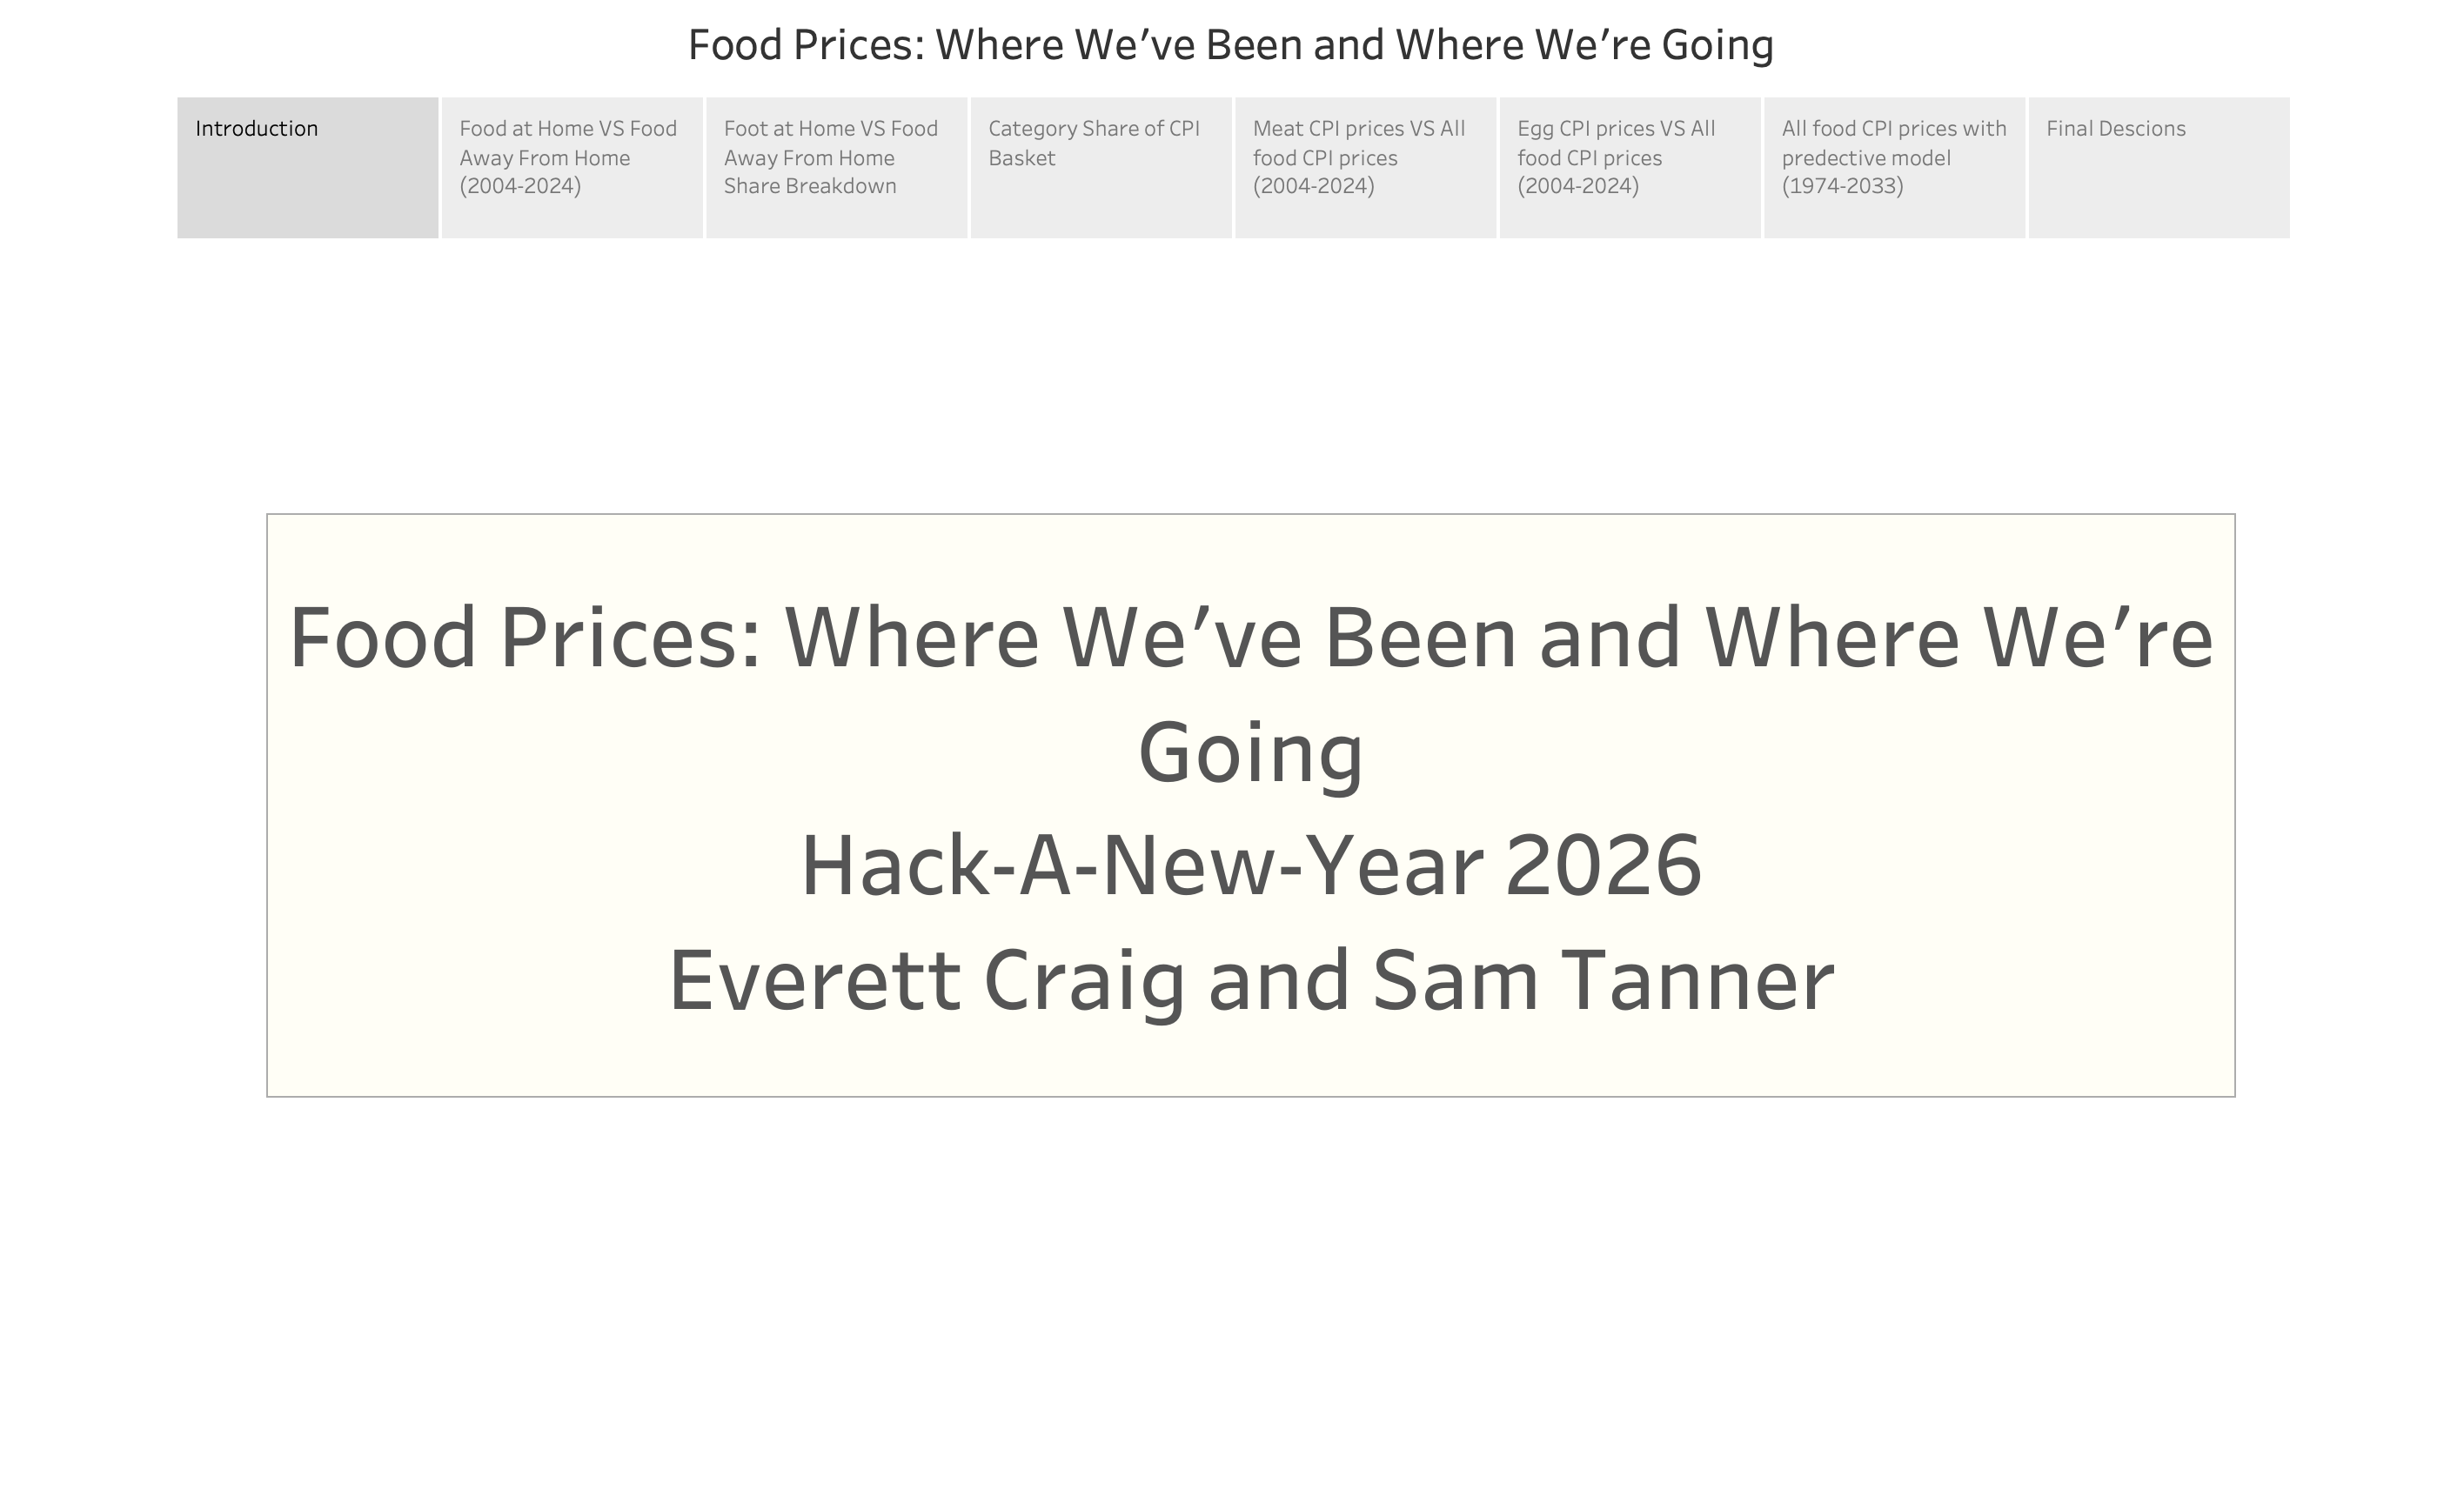 Food Prices: Where We’ve Been and Where We’re Going
Introduction
Food at Home VS Food
Away From Home
(2004-2024)
Foot at Home VS Food
Away From Home
Share Breakdown
Category Share of CPI
Basket
Meat CPI prices VS All
food CPI prices
(2004-2024)
Egg CPI prices VS All
food CPI prices
(2004-2024)
All food CPI prices with
predective model
(1974-2033)
Final Descions
Food Prices: Where We’ve Been and Where We’re
Going
Hack-A-New-Year 2026
Everett Craig and Sam Tanner